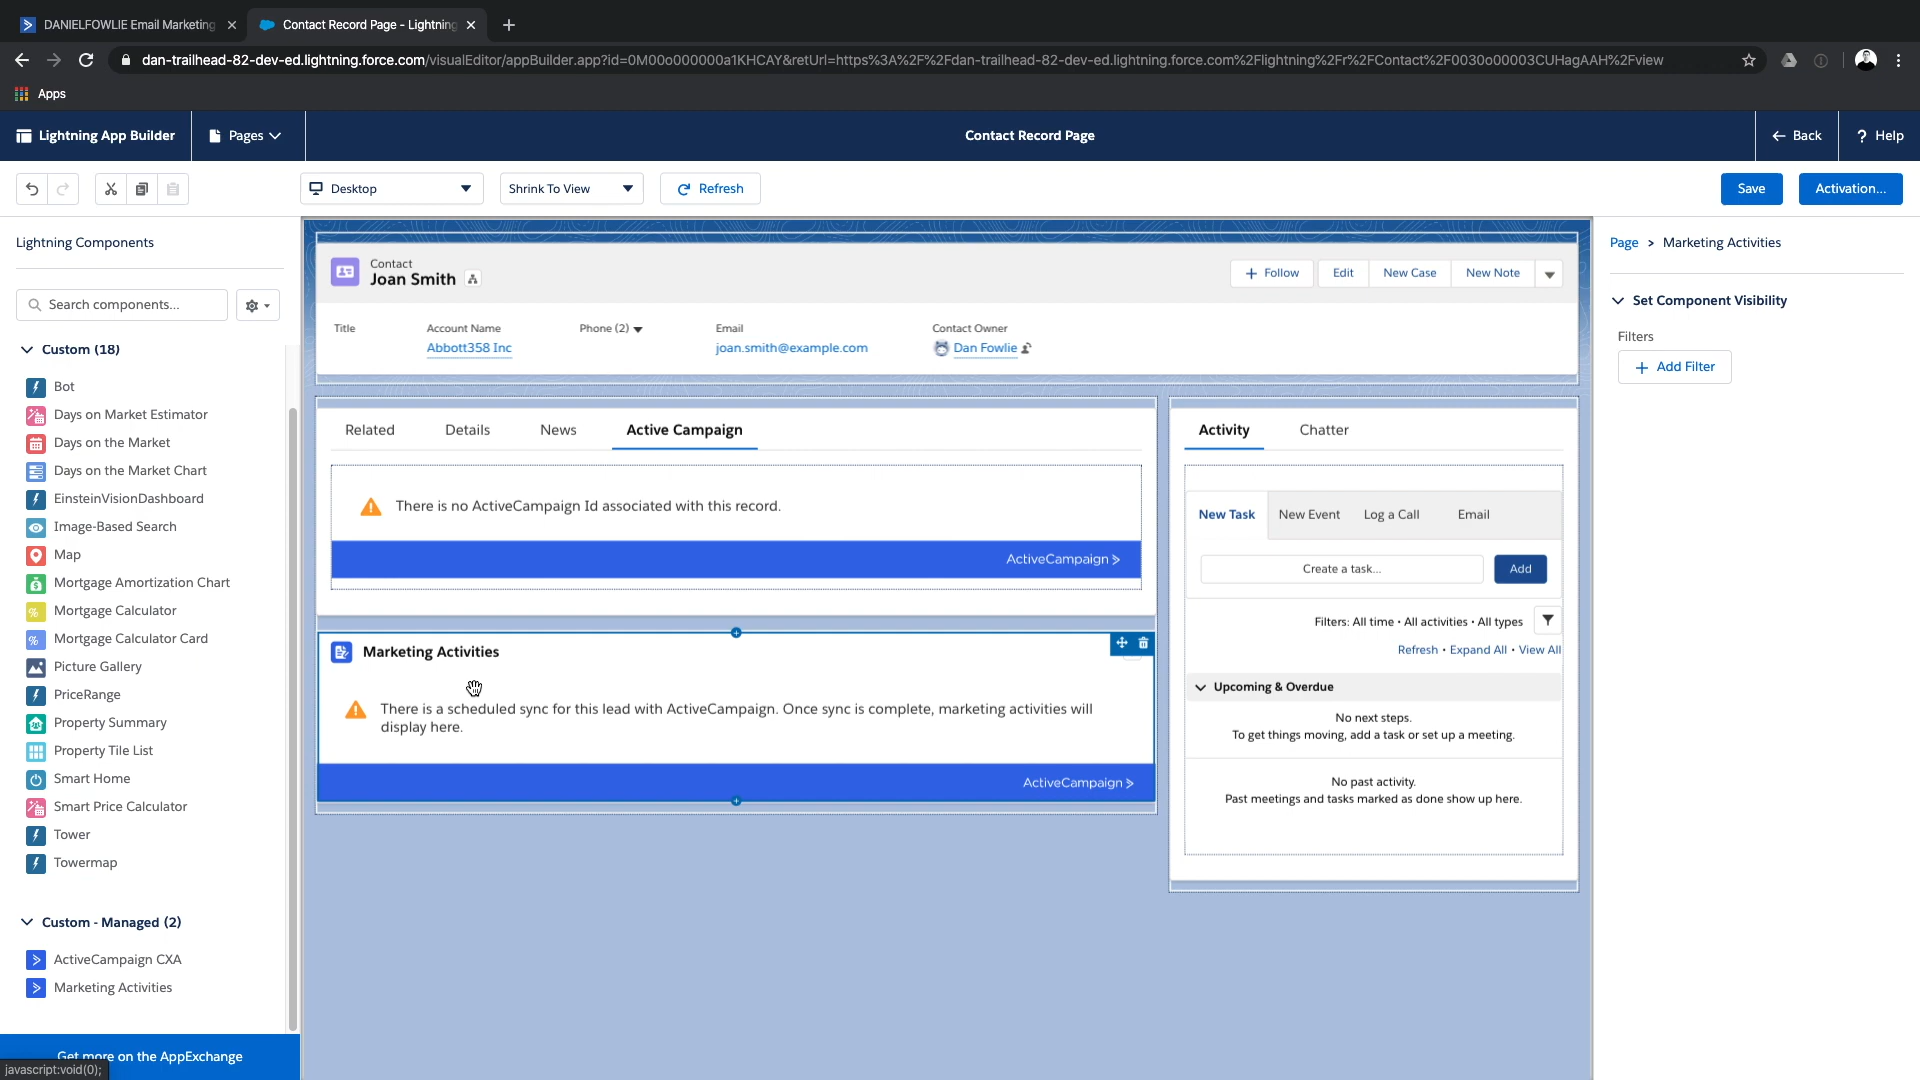 DANIELFOWLIE Email Marketing
Contact Record Page - Lightning
dan-trailhead-82-dev-ed.lightning.force.com/visualEditor/appBuilder.app?id=0M00o000000a1KHCAY&retUrl=https%3A%2F%2Fdan-trailhead-82-dev-ed.lightning.force.com%2Flightning%2Fr%2FContact%2F0030o00003CUHagAAH%2Fview
Apps
Lightning App Builder
Pages
Contact Record Page
Back
? Help
Desktop
Shrink To View
Refresh
Save
Activation...
Lightning Components
Search components...
Custom (18)
Bot
Days on Market Estimator
Days on the Market
Days on the Market Chart
EinsteinVisionDashboard
Image-Based Search
Map
Mortgage Amortization Chart
Mortgage Calculator
Mortgage Calculator Card
Picture Gallery
PriceRange
Property Summary
Property Tile List
Smart Home
Smart Price Calculator
Tower
Towermap
Custom - Managed (2)
ActiveCampaign CXA
Marketing Activities
Get more on the AppExchange
javascript:void(0);
Contact
Joan Smith
+ Follow
Edit
New Case
New Note
Title
Account Name
Phone (2)
Email
Contact Owner
Abbott358 Inc
joan.smith@example.com
Dan Fowlie
Related
Details
News
Active Campaign
There is no ActiveCampaign Id associated with this record.
ActiveCampaign >
Marketing Activities
There is a scheduled sync for this lead with ActiveCampaign. Once sync is complete, marketing activities will
display here.
ActiveCampaign >
Activity
Chatter
New Task
New Event
Log a Call
Email
Create a task...
Add
Filters: All time • All activities • All types
Refresh • Expand All • View All
Upcoming & Overdue
No next steps.
To get things moving, add a task or set up a meeting.
No past activity.
Past meetings and tasks marked as done show up here.
Page > Marketing Activities
Set Component Visibility
Filters
+ Add Filter